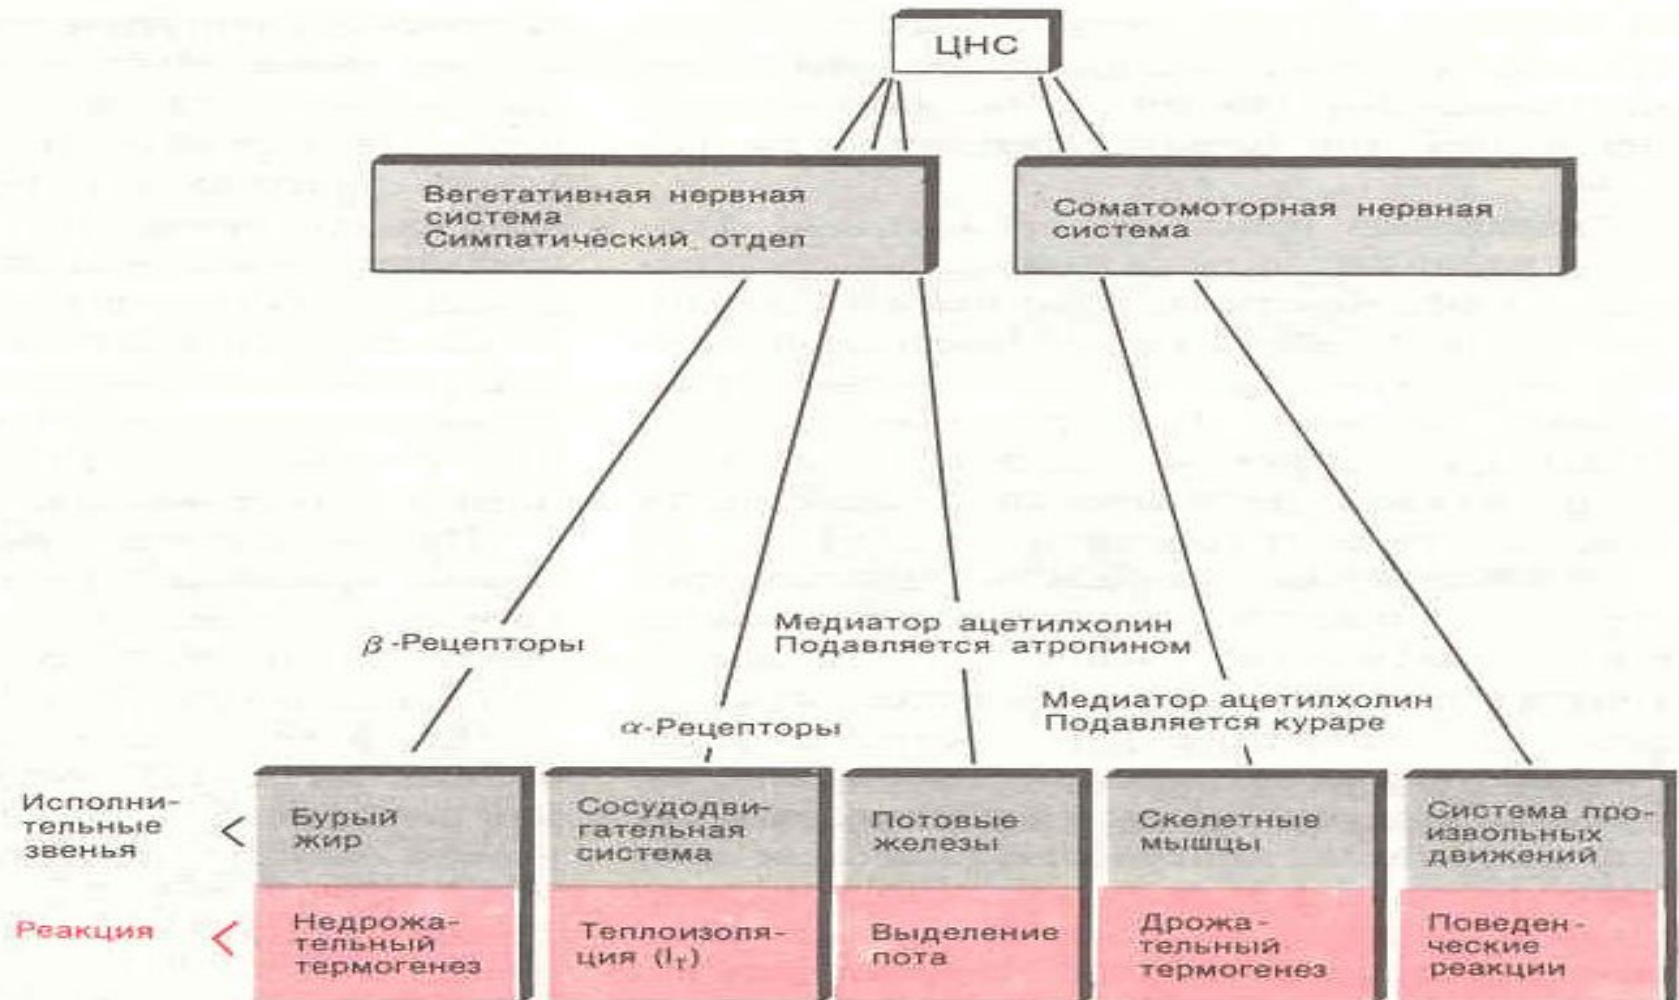 ЦНС
Вегетативная нервная
система
Симпатический отдел
Соматомоторная нервная
система
β-Рецепторы
Медиатор ацетилхолин
Подавляется атропином
α-Рецепторы
Медиатор ацетилхолин
Подавляется кураре
Исполни-
тельные
звенья
Бурый
жир
Сосудодви-
гательная
система
Потовые
железы
Скелетные
мышцы
Система про-
извольных
движений
Реакция
Недрожа-
тельный
термогенез
Теплоизоля-
ция (Iт)
Выделение
пота
Дрожа-
тельный
термогенез
Поведен-
ческие
реакции